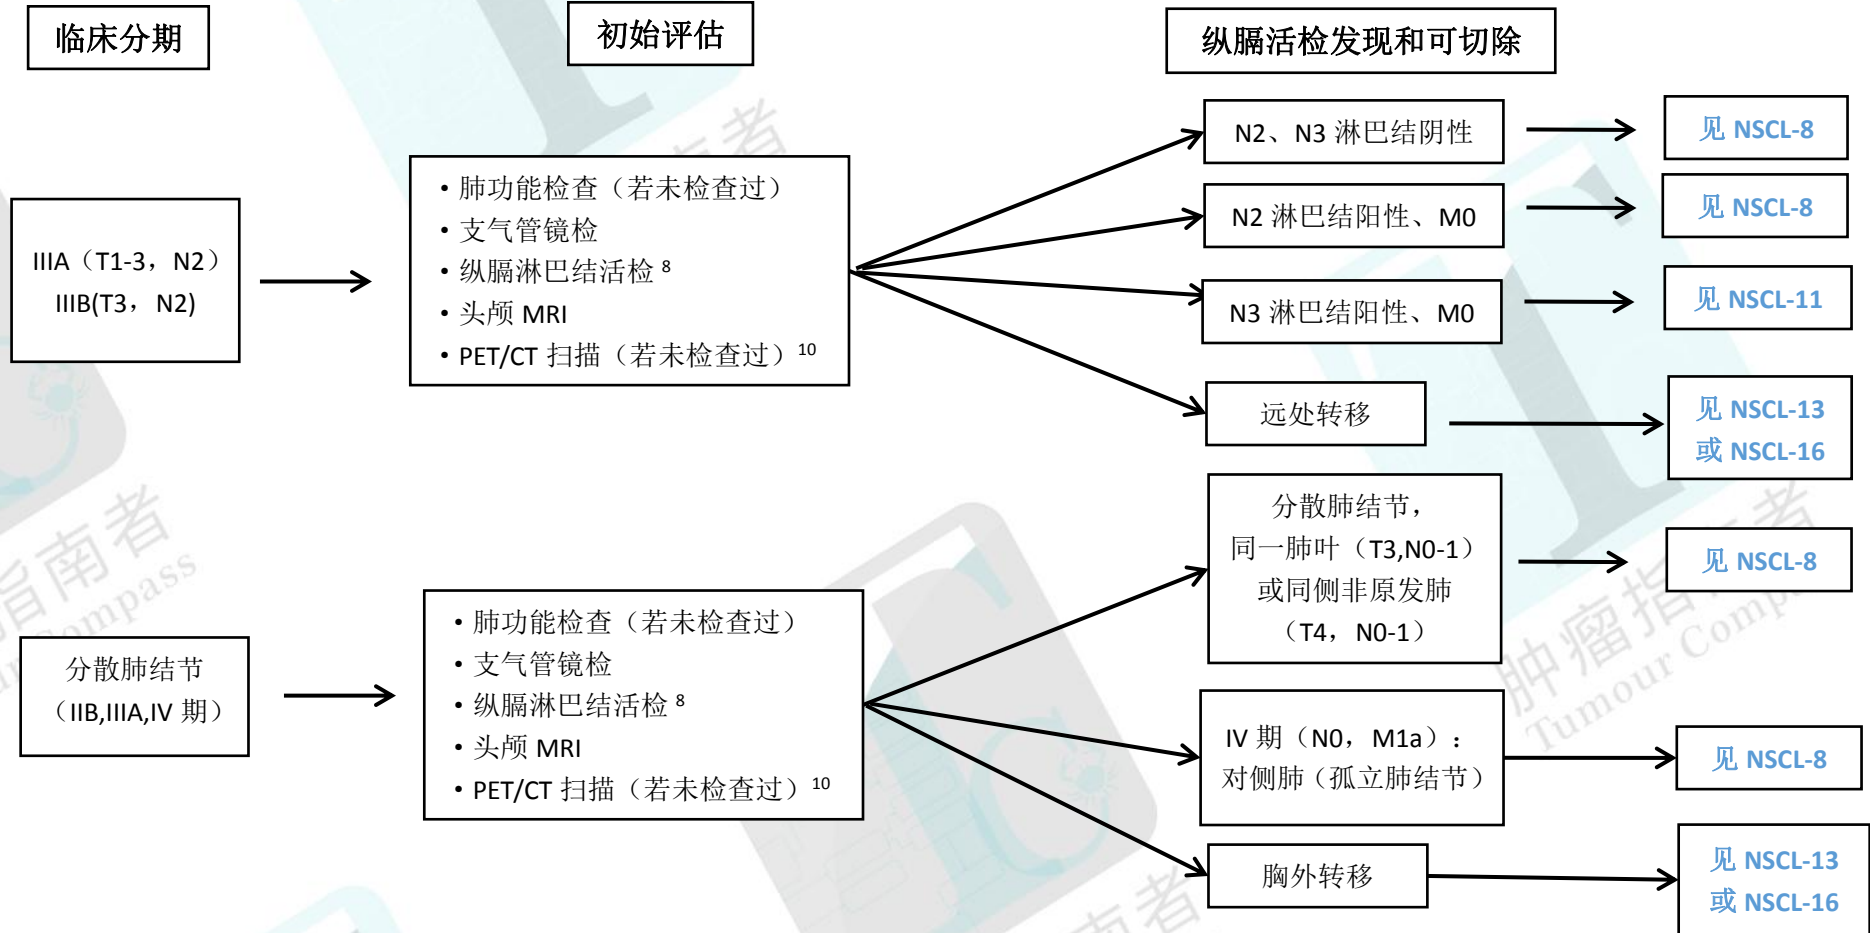 临床分期
初始评估
纵膈活检发现和可切除
IIIA（T1-3，N2）
IIIB(T3，N2)
・肺功能检查（若未检查过）
・支气管镜检
・纵膈淋巴结活检 8
・头颅 MRI
・PET/CT 扫描（若未检查过）10
N2、N3 淋巴结阴性
见 NSCL-8
N2 淋巴结阳性、M0
见 NSCL-8
N3 淋巴结阳性、M0
见 NSCL-11
远处转移
见 NSCL-13
或 NSCL-16
分散肺结节
（IIB,IIIA,IV 期）
・肺功能检查（若未检查过）
・支气管镜检
・纵膈淋巴结活检 8
・头颅 MRI
・PET/CT 扫描（若未检查过）10
分散肺结节，
同一肺叶（T3,N0-1）
或同侧非原发肺
（T4，N0-1）
见 NSCL-8
IV 期（N0，M1a）：
对侧肺（孤立肺结节）
见 NSCL-8
胸外转移
见 NSCL-13
或 NSCL-16
指南者
肿瘤指南者
Tumour Compass